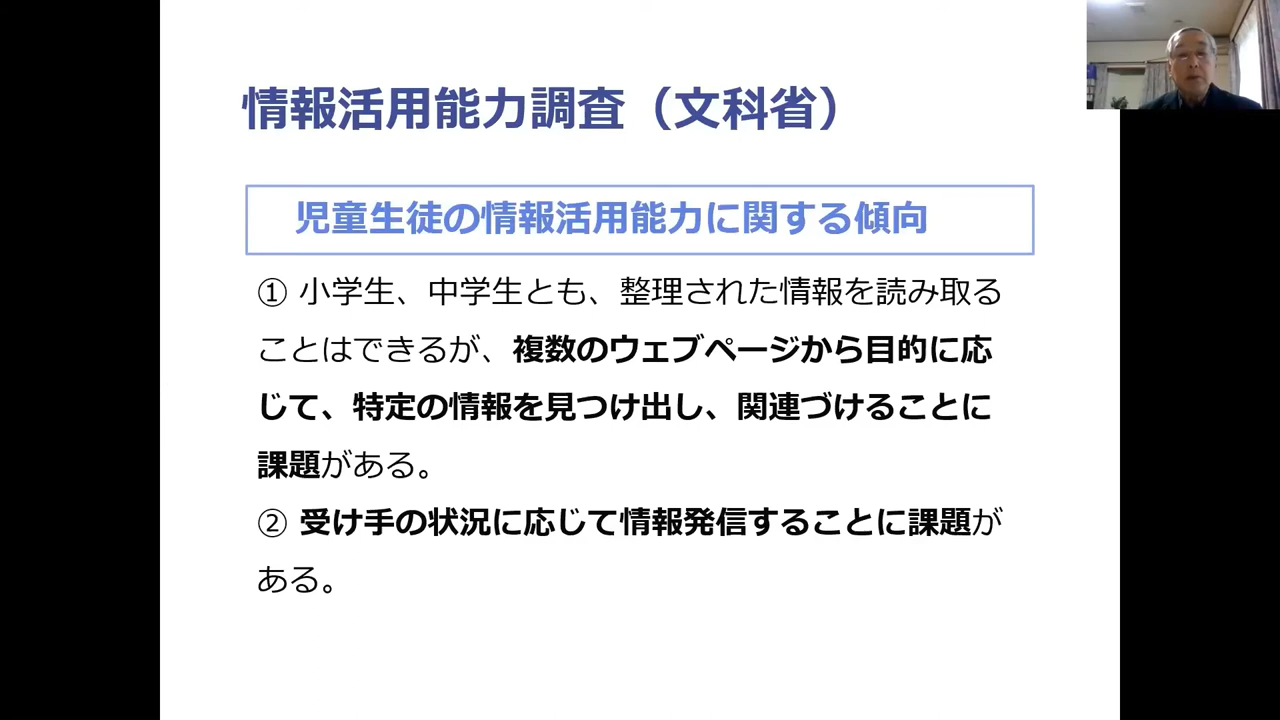 情報活用能力調査（文科省）
児童生徒の情報活用能力に関する傾向
① 小学生、中学生とも、整理された情報を読み取る
ことはできるが、複数のウェブページから目的に応
じて、特定の情報を見つけ出し、関連づけることに
課題がある。
② 受け手の状況に応じて情報発信することに課題が
ある。